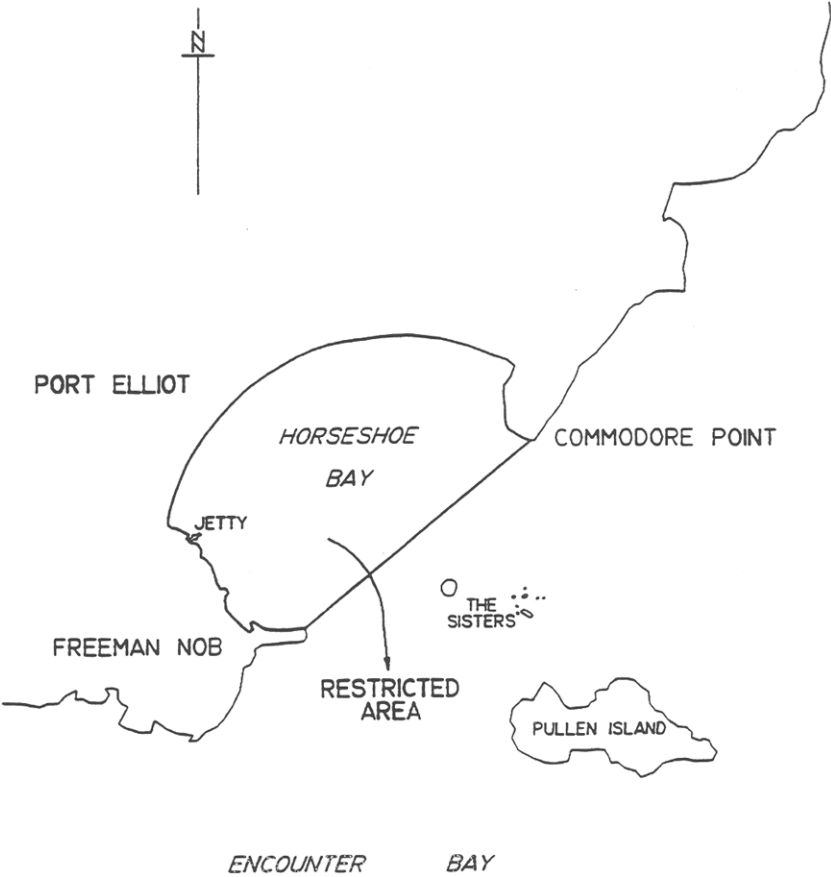 N
PORT ELLIOT
HORSESHOE
BAY
COMMODORE POINT
JETTY
THE
SISTERS
FREEMAN NOB
RESTRICTED
AREA
PULLEN ISLAND
ENCOUNTER BAY